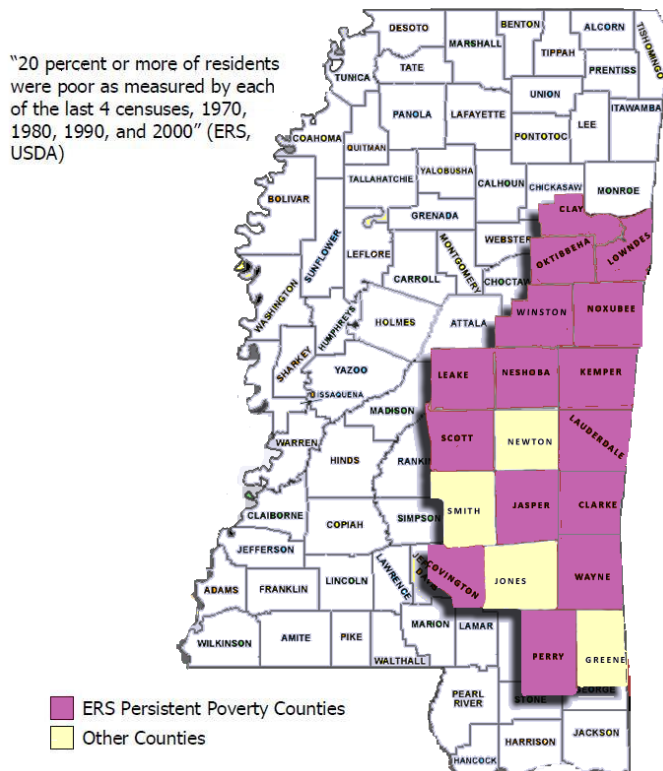 “20 percent or more of residents
were poor as measured by each
of the last 4 censuses, 1970,
1980, 1990, and 2000” (ERS,
USDA)
DESOTO
BENTON
ALCORN
TISHOMINGO
MARSHALL
TIPPAH
TATE
TUNICA
PRENTISS
UNION
ITAWAMBA
PANOLA
LAFAYETTE
LEE
COAHOMA
QUITMAN
PONTOTOC
YALOBUSHA
TALLAHATCHIE
CALHOUN
CHICKASAW
MONROE
BOLIVAR
CLAY
GRENADA
SUNFLOWER
LEFLORE
MONTGOMERY
WEBSTER
OKTIBBEHA
LOWNDES
CARROLL
CHOCTAW
WASHINGTON
HUMPHREYS
HOLMES
ATTALA
WINSTON
NOXUBEE
SHARKEY
YAZOO
LEAKE
NESHOBA
KEMPER
ISSAQUENA
MADISON
WARREN
SCOTT
NEWTON
LAUDERDALE
HINDS
RANKIN
CLAIBORNE
COPIAH
SIMPSON
SMITH
JASPER
CLARKE
JEFFERSON
LAWRENCE
COVINGTON
JONES
WAYNE
ADAMS
FRANKLIN
LINCOLN
MARION
LAMAR
WILKINSON
AMITE
PIKE
WALTHALL
PERRY
GREENE
PEARL
RIVER
STONE
GEORGE
HARRISON
JACKSON
HANCOCK
ERS Persistent Poverty Counties
Other Counties